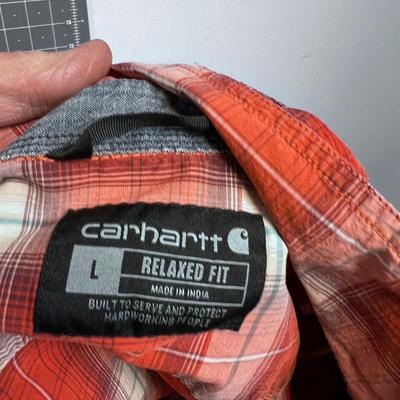 carhartt
L RELAXED FIT
MADE IN INDIA
BUILT TO SERVE AND PROTECT
HARDWORKING PEOPLE